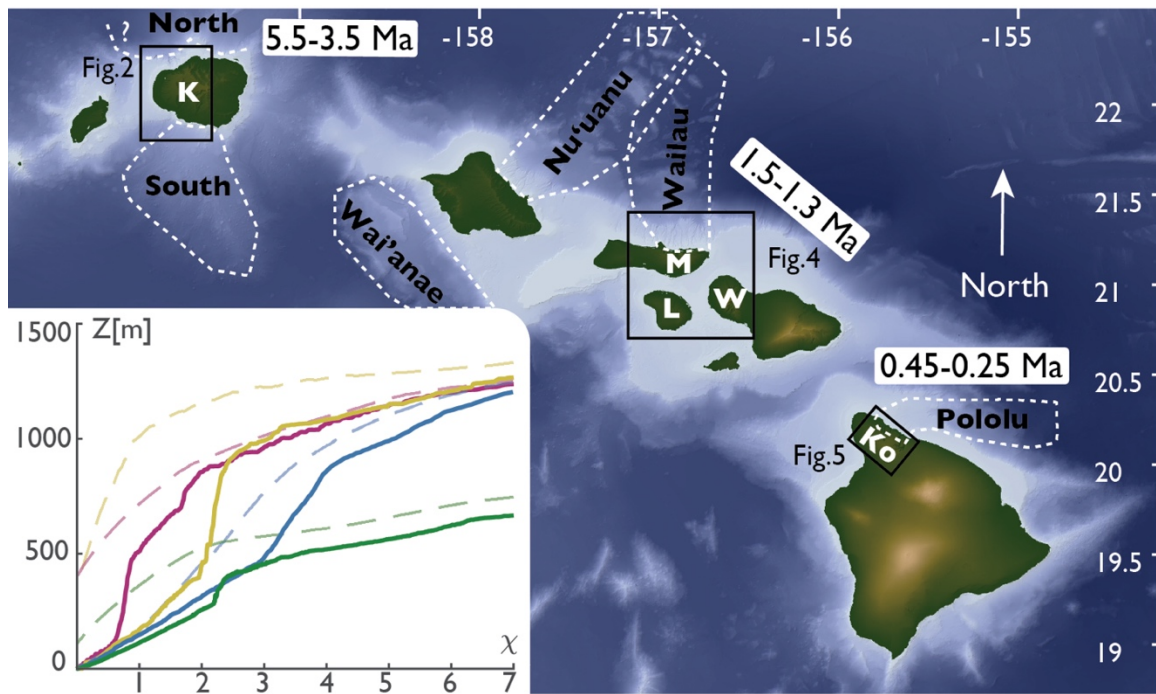 North
?
5.5-3.5 Ma
-158
-157
-156
-155
Fig.2
K
22
Nu‘uanu
Wailau
1.5-1.3 Ma
South
21.5
Wai’anae
M
Fig.4
North
21
L
W
1500
Z[m]
0.45-0.25 Ma
20.5
Pololu
1000
Ko
Fig.5
20
500
19.5
χ
19
0
1
2
3
4
5
6
7